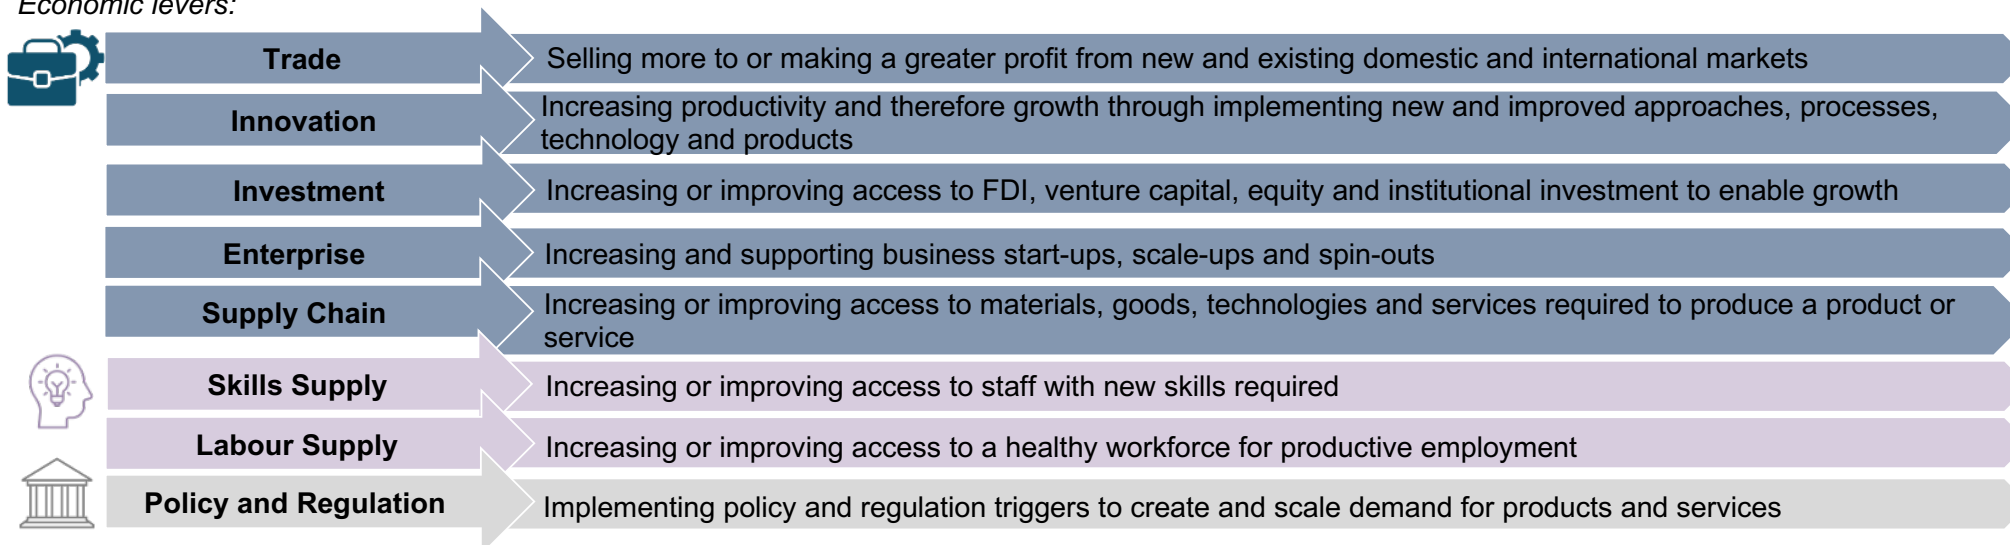 Economic levers:
Trade
Selling more to or making a greater profit from new and existing domestic and international markets
Innovation
Increasing productivity and therefore growth through implementing new and improved approaches, processes,
technology and products
Investment
Increasing or improving access to FDI, venture capital, equity and institutional investment to enable growth
Enterprise
Increasing and supporting business start-ups, scale-ups and spin-outs
Supply Chain
Increasing or improving access to materials, goods, technologies and services required to produce a product or
service
Skills Supply
Increasing or improving access to staff with new skills required
Labour Supply
Increasing or improving access to a healthy workforce for productive employment
Policy and Regulation
Implementing policy and regulation triggers to create and scale demand for products and services